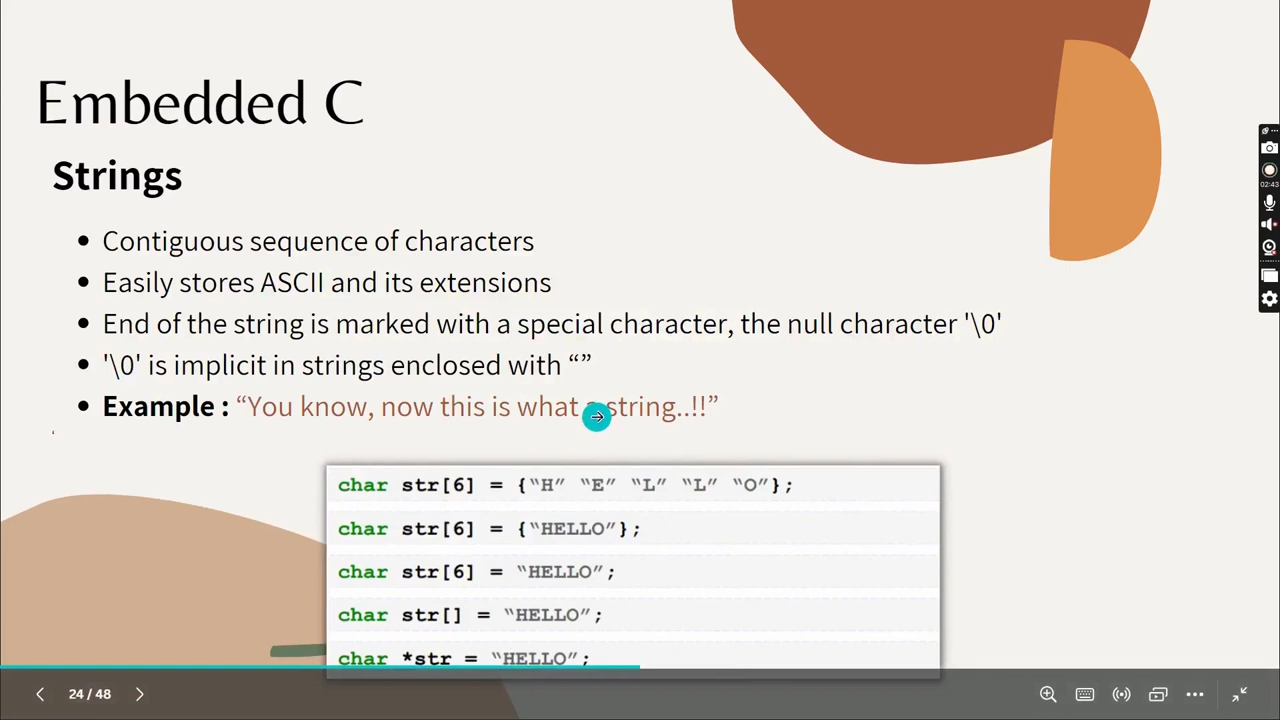 Embedded C
Strings
• Contiguous sequence of characters
• Easily stores ASCII and its extensions
• End of the string is marked with a special character, the null character '\0'
• '\0' is implicit in strings enclosed with “”
• Example : “You know, now this is what a string..!!”
char str[6] = {“H” “E” “L” “L” “O”};
char str[6] = {“HELLO”};
char str[6] = “HELLO”;
char str[] = “HELLO”;
char *str = “HELLO”;
24 / 48
02:43